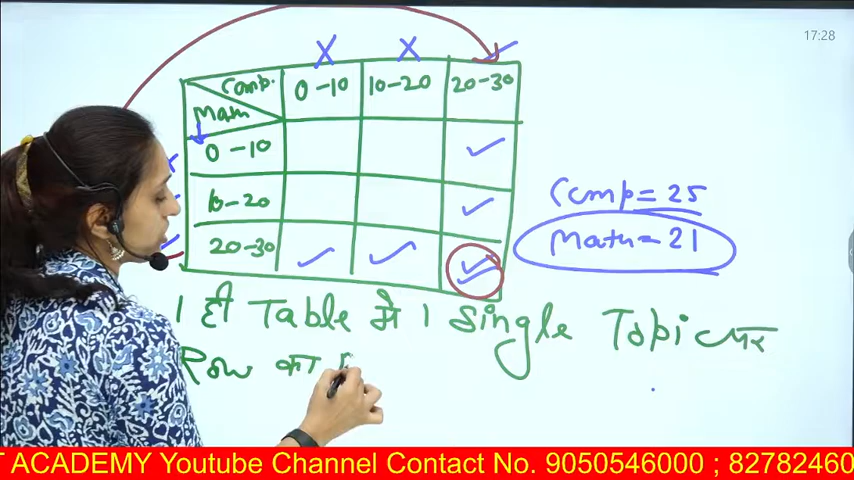 17:28
Comp. 0-10 10-20 20-30
Math
0-10
10-20
20-30
Comp = 25
Math = 21
1 ही Table मे 1 Single Topic पर
Row का
T ACADEMY Youtube Channel Contact No. 9050546000 ; 82782460